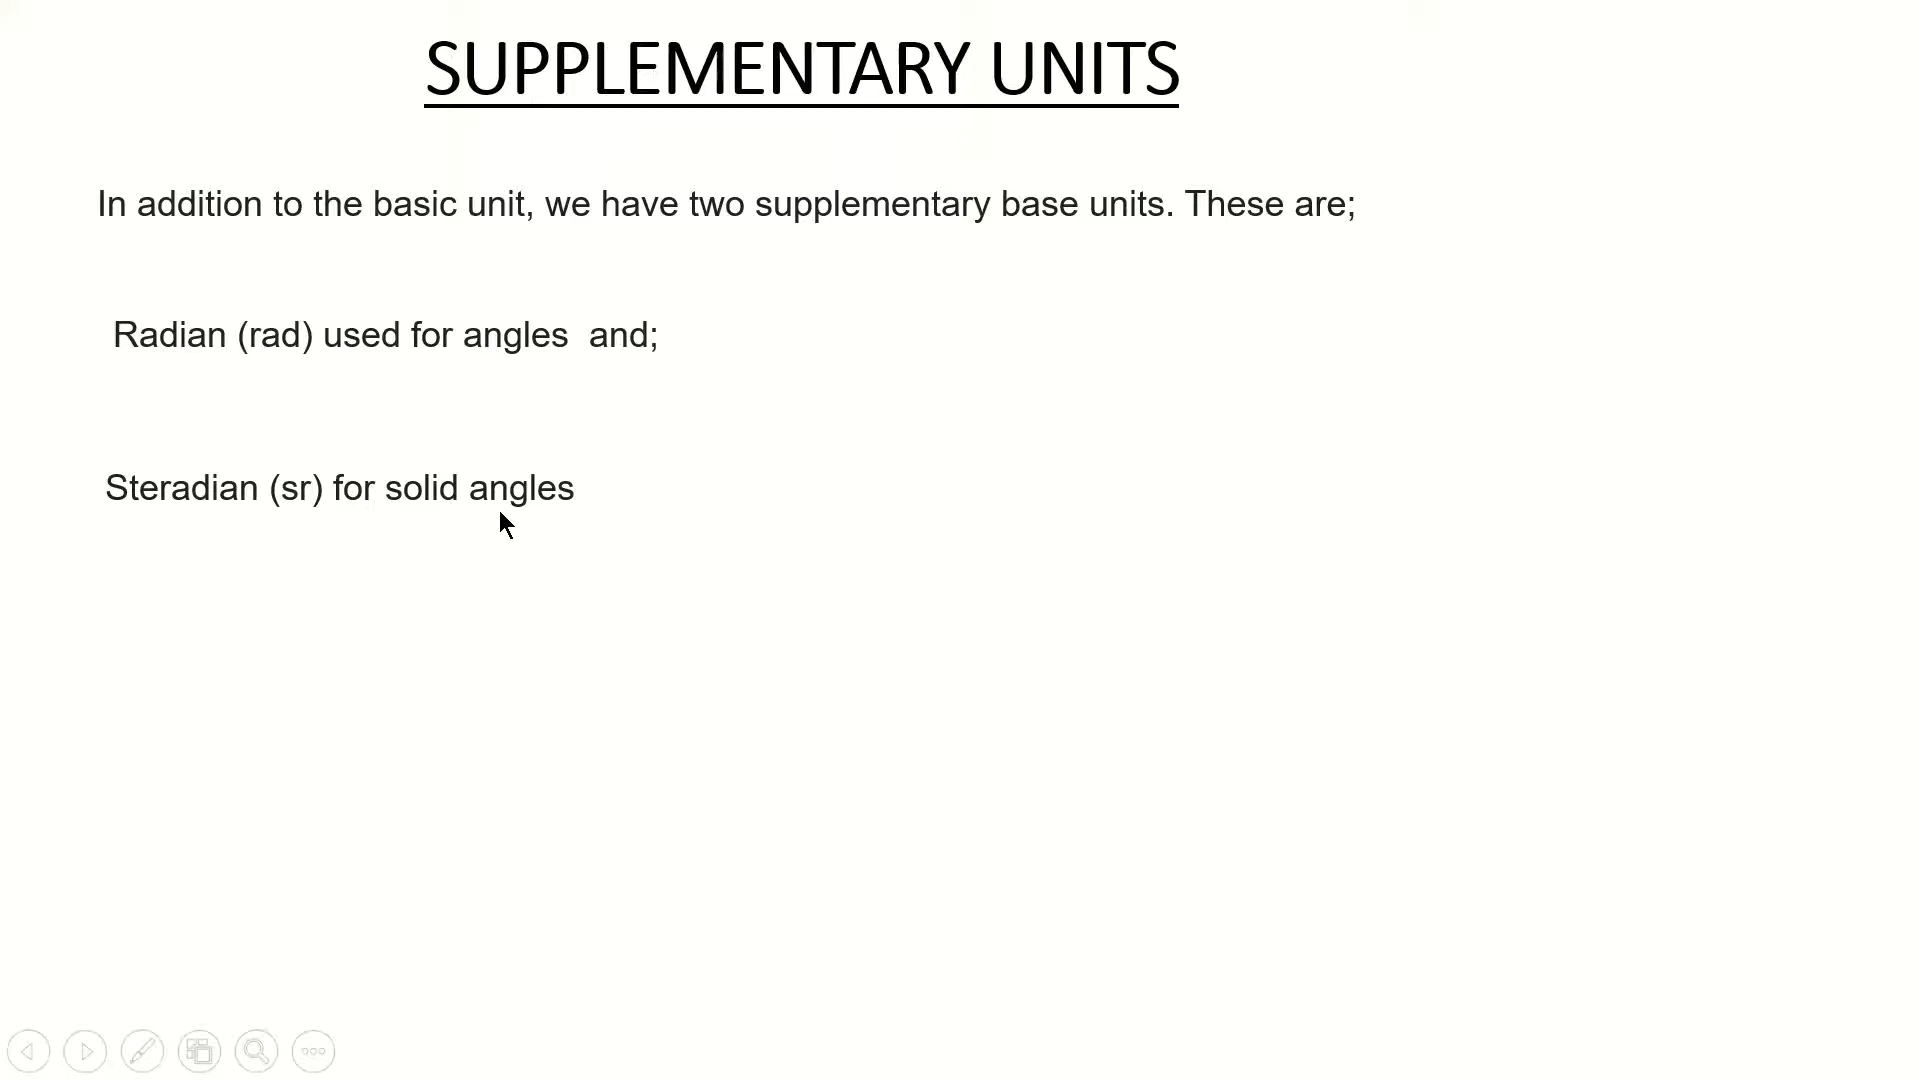 SUPPLEMENTARY UNITS
In addition to the basic unit, we have two supplementary base units. These are;
Radian (rad) used for angles  and;
Steradian (sr) for solid angles